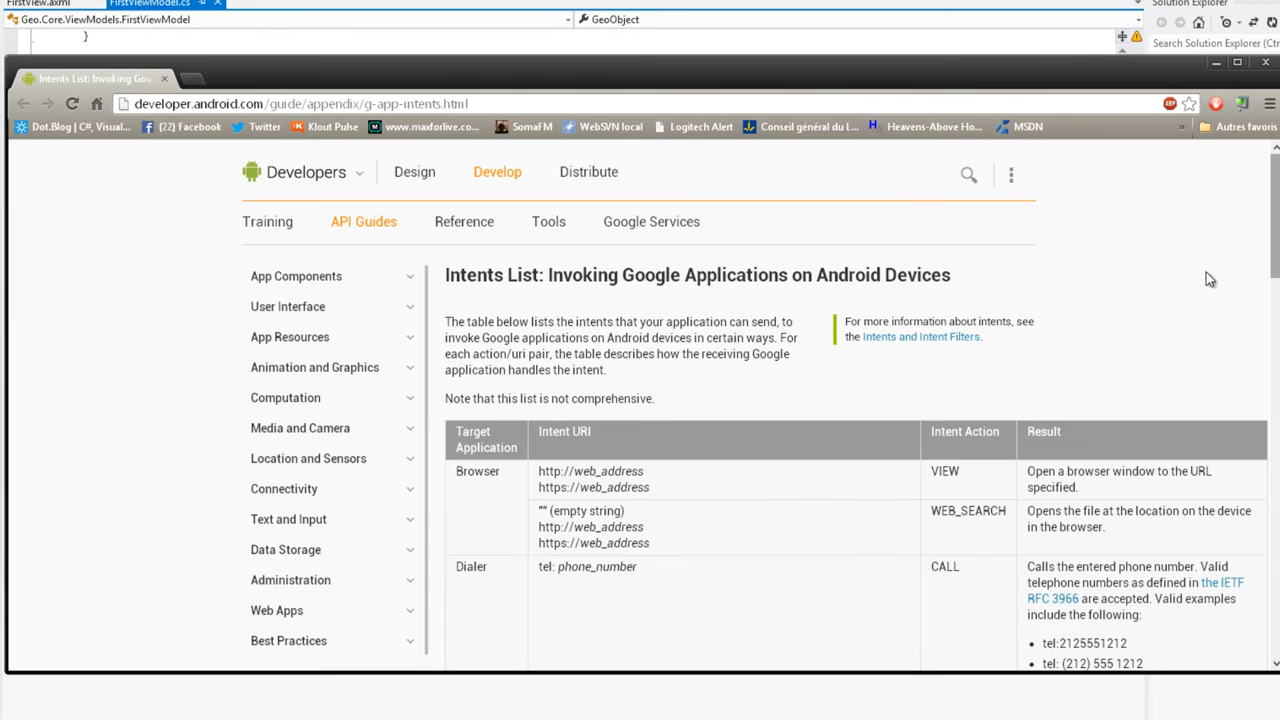 FirstView.axml FirstViewModel.cs Solution Explorer
Geo.Core.ViewModels.FirstViewModel GeoObject
} Search Solution Explorer (Ctr
Intents List: Invoking Goo
developer.android.com/guide/appendix/g-app-intents.html ABP
Dot.Blog | C#, Visual... (22) Facebook Twitter Klout Pulse www.maxforlive.co... SomaFM WebSVN local Logitech Alert Conseil général du L... Heavens-Above Ho... MSDN » Autres favoris
Developers Design Develop Distribute
Training API Guides Reference Tools Google Services
App Components
User Interface
App Resources
Animation and Graphics
Computation
Media and Camera
Location and Sensors
Connectivity
Text and Input
Data Storage
Administration
Web Apps
Best Practices
Intents List: Invoking Google Applications on Android Devices
The table below lists the intents that your application can send, to
invoke Google applications on Android devices in certain ways. For
each action/uri pair, the table describes how the receiving Google
application handles the intent.
For more information about intents, see
the Intents and Intent Filters.
Note that this list is not comprehensive.
Target Application Intent URI Intent Action Result
Browser http://web_address VIEW Open a browser window to the URL
https://web_address specified.
"" (empty string) WEB_SEARCH Opens the file at the location on the device
http://web_address in the browser.
https://web_address
Dialer tel: phone_number CALL Calls the entered phone number. Valid
telephone numbers as defined in the IETF
RFC 3966 are accepted. Valid examples
include the following:
• tel:2125551212
• tel: (212) 555 1212